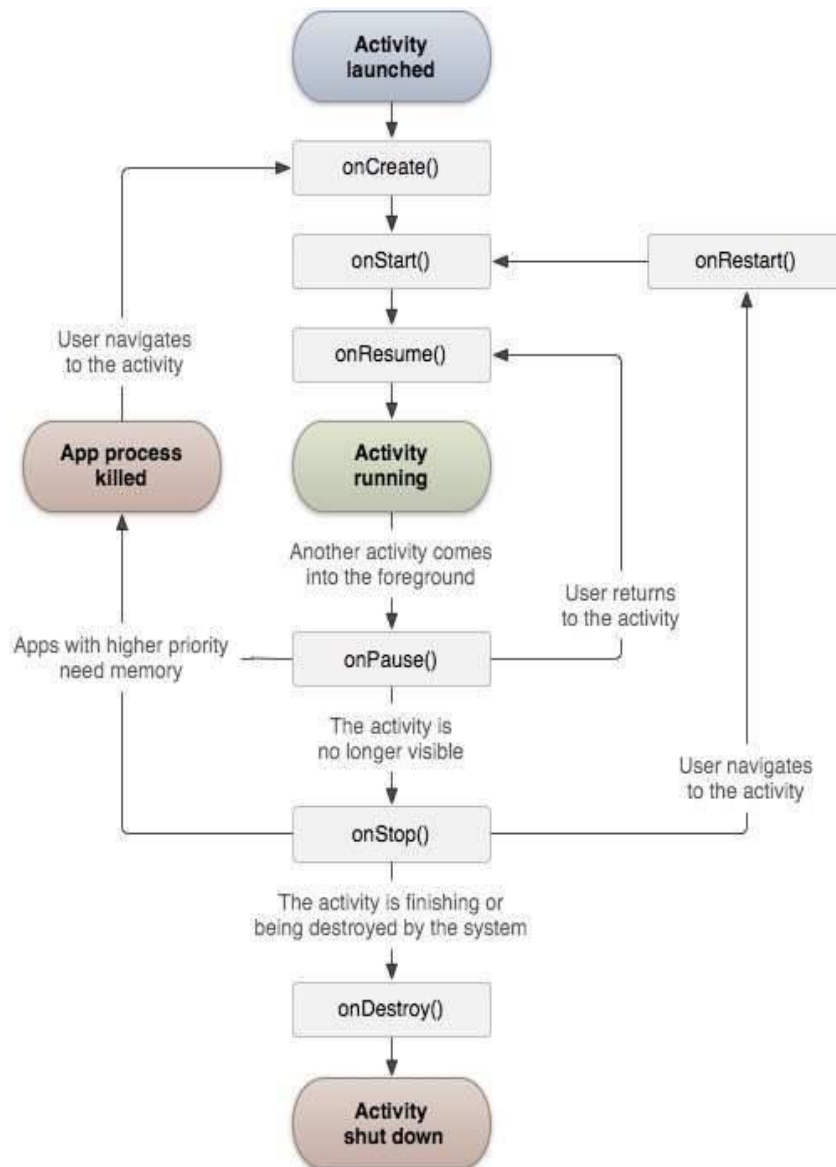 Activity
launched
onCreate()
onStart()
onRestart()
User navigates
to the activity
onResume()
App process
killed
Activity
running
Another activity comes
into the foreground
User returns
to the activity
Apps with higher priority
need memory
onPause()
The activity is
no longer visible
User navigates
to the activity
onStop()
The activity is finishing or
being destroyed by the system
onDestroy()
Activity
shut down